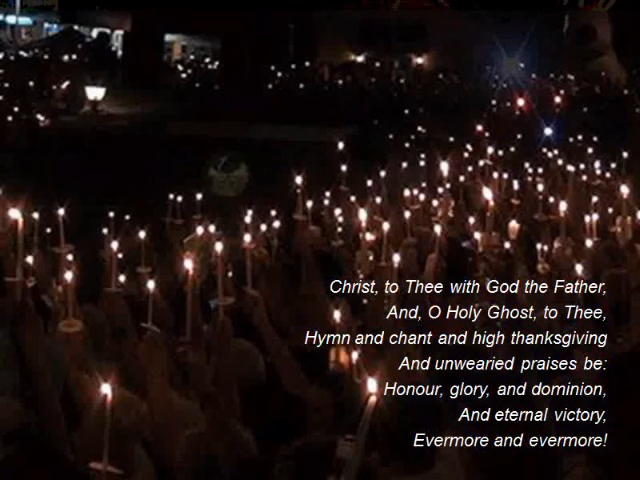 Christ, to Thee with God the Father,
And, O Holy Ghost, to Thee,
Hymn and chant and high thanksgiving
And unwearied praises be:
Honour, glory, and dominion,
And eternal victory,
Evermore and evermore!